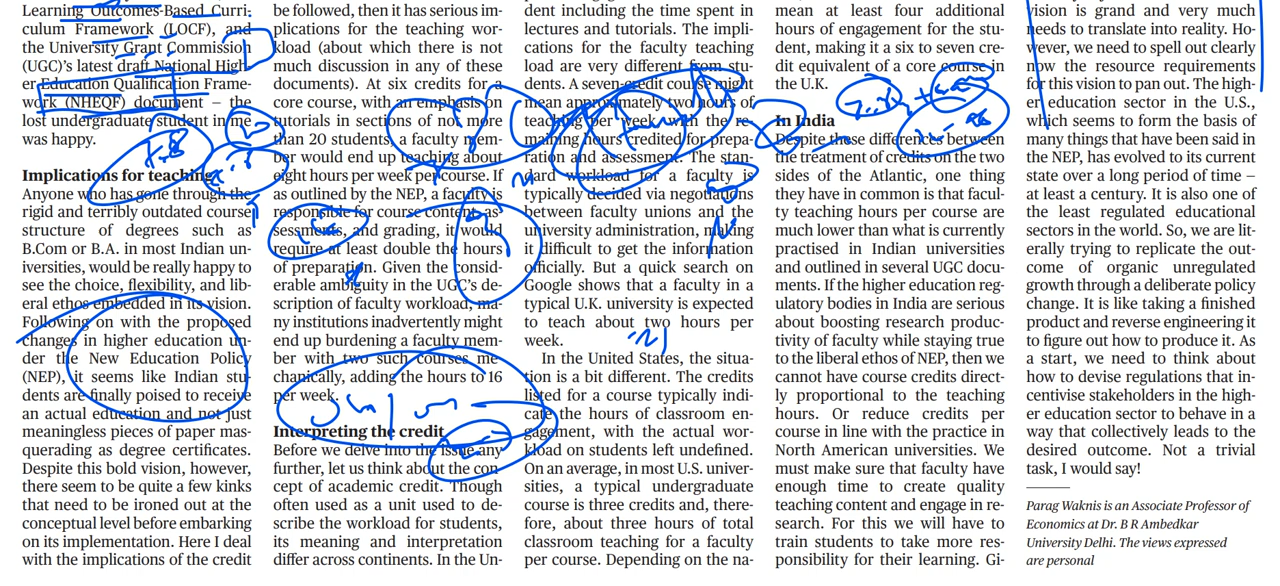 Learning Outcomes-Based Curri-
culum Framework (LOCF), and
the University Grant Commission
(UGC)'s latest draft National High-
er Education Qualification Frame-
work (NHEQF) document – the
lost undergraduate student in me
was happy.
Implications for teaching
Anyone who has gone through the
rigid and terribly outdated course
structure of degrees such as
B.Com or B.A. in most Indian un-
iversities, would be really happy to
see the choice, flexibility, and lib-
eral ethos embedded in its vision.
Following on with the proposed
changes in higher education un-
der the New Education Policy
(NEP), it seems like Indian stu-
dents are finally poised to receive
an actual education and not just
meaningless pieces of paper mas-
querading as degree certificates.
Despite this bold vision, however,
there seem to be quite a few kinks
that need to be ironed out at the
conceptual level before embarking
on its implementation. Here I deal
with the implications of the credit
be followed, then it has serious im-
plications for the teaching wor-
kload (about which there is not
much discussion in any of these
documents). At six credits for a
core course, with an emphasis on
tutorials in sections of not more
than 20 students, a faculty mem-
ber would end up teaching about
eight hours per week per course. If
as outlined by the NEP, a faculty is
responsible for course content, as-
sessments, and grading, it would
require at least double the hours
of preparation. Given the consid-
erable ambiguity in the UGC's de-
scription of faculty workload, ma-
ny institutions inadvertently might
end up burdening a faculty mem-
ber with two such courses me-
chanically, adding the hours to 16
per week.
Interpreting the credit
Before we delve into the issue any
further, let us think about the con-
cept of academic credit. Though
often used as a unit used to de-
scribe the workload for students,
its meaning and interpretation
differ across continents. In the Un-
dent including the time spent in
lectures and tutorials. The impli-
cations for the faculty teaching
load are very different from stu-
dents. A seven-credit course might
mean approximately two hours of
teaching per week with the re-
maining hours credited for prepa-
ration and assessment. The stan-
dard workload for a faculty is
typically decided via negotiations
between faculty unions and the
university administration, making
it difficult to get the information
officially. But a quick search on
Google shows that a faculty in a
typical U.K. university is expected
to teach about two hours per
week.
In the United States, the situa-
tion is a bit different. The credits
listed for a course typically indi-
cate the hours of classroom en-
gagement, with the actual wor-
kload on students left undefined.
On an average, in most U.S. univer-
sities, a typical undergraduate
course is three credits and, there-
fore, about three hours of total
classroom teaching for a faculty
per course. Depending on the na-
mean at least four additional
hours of engagement for the stu-
dent, making it a six to seven cre-
dit equivalent of a core course in
the U.K.
In India
Despite these differences between
the treatment of credits on the two
sides of the Atlantic, one thing
they have in common is that facul-
ty teaching hours per course are
much lower than what is currently
practised in Indian universities
and outlined in several UGC docu-
ments. If the higher education reg-
ulatory bodies in India are serious
about boosting research produc-
tivity of faculty while staying true
to the liberal ethos of NEP, then we
cannot have course credits direct-
ly proportional to the teaching
hours. Or reduce credits per
course in line with the practice in
North American universities. We
must make sure that faculty have
enough time to create quality
teaching content and engage in re-
search. For this we will have to
train students to take more res-
ponsibility for their learning. Gi-
vision is grand and very much
needs to translate into reality. Ho-
wever, we need to spell out clearly
how the resource requirements
for this vision to pan out. The high-
er education sector in the U.S.,
which seems to form the basis of
many things that have been said in
the NEP, has evolved to its current
state over a long period of time –
at least a century. It is also one of
the least regulated educational
sectors in the world. So, we are lit-
erally trying to replicate the out-
come of organic unregulated
growth through a deliberate policy
change. It is like taking a finished
product and reverse engineering it
to figure out how to produce it. As
a start, we need to think about
how to devise regulations that in-
centivise stakeholders in the high-
er education sector to behave in a
way that collectively leads to the
desired outcome. Not a trivial
task, I would say!
Parag Waknis is an Associate Professor of
Economics at Dr. B R Ambedkar
University Delhi. The views expressed
are personal